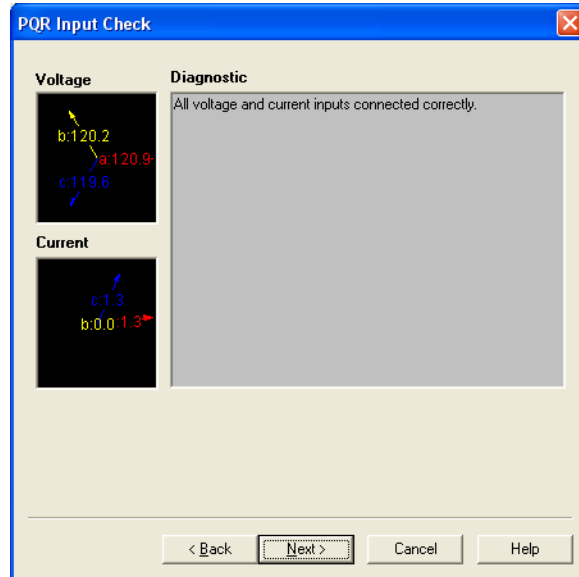 PQR Input Check
Voltage
b:120.2
a:120.9
c:119.6
Diagnostic
All voltage and current inputs connected correctly.
Current
c:1.3
b:0.0 :1.3
< Back
Next >
Cancel
Help